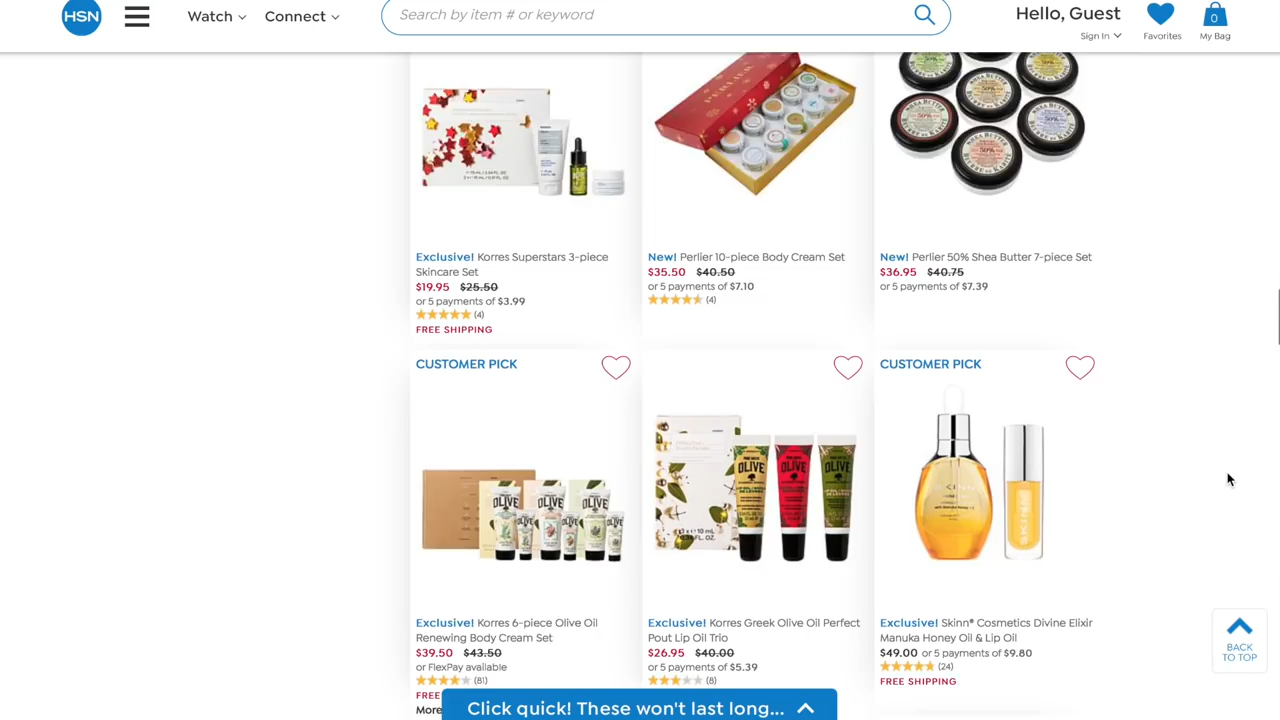 HSN
Watch
Connect
Search by item # or keyword
Hello, Guest
Sign In
Favorites
0
My Bag
Exclusive! Korres Superstars 3-piece
Skincare Set
$19.95 $25.50
or 5 payments of $3.99
(4)
FREE SHIPPING
PERLIER
New! Perlier 10-piece Body Cream Set
$35.50 $40.50
or 5 payments of $7.10
(4)
SHEA BUTTER
50%
New! Perlier 50% Shea Butter 7-piece Set
$36.95 $40.75
or 5 payments of $7.39
CUSTOMER PICK
OLIVE
OLIVE
OLIVE
Exclusive! Korres 6-piece Olive Oil
Renewing Body Cream Set
$39.50 $43.50
or FlexPay available
(81)
FREE
More
OLIVE
OLIVE
OLIVE
Exclusive! Korres Greek Olive Oil Perfect
Pout Lip Oil Trio
$26.95 $40.00
or 5 payments of $5.39
(8)
CUSTOMER PICK
SKINN
Exclusive! Skinn® Cosmetics Divine Elixir
Manuka Honey Oil & Lip Oil
$49.00 or 5 payments of $9.80
(24)
FREE SHIPPING
BACK
TO TOP
Click quick! These won't last long...